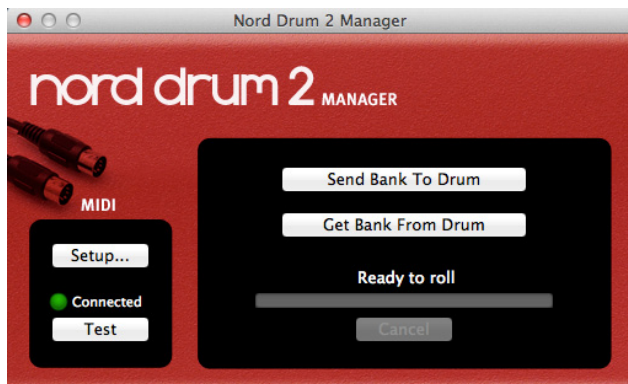 Nord Drum 2 Manager
nord drum 2 MANAGER
MIDI
Setup...
Connected
Test
Send Bank To Drum
Get Bank From Drum
Ready to roll
Cancel